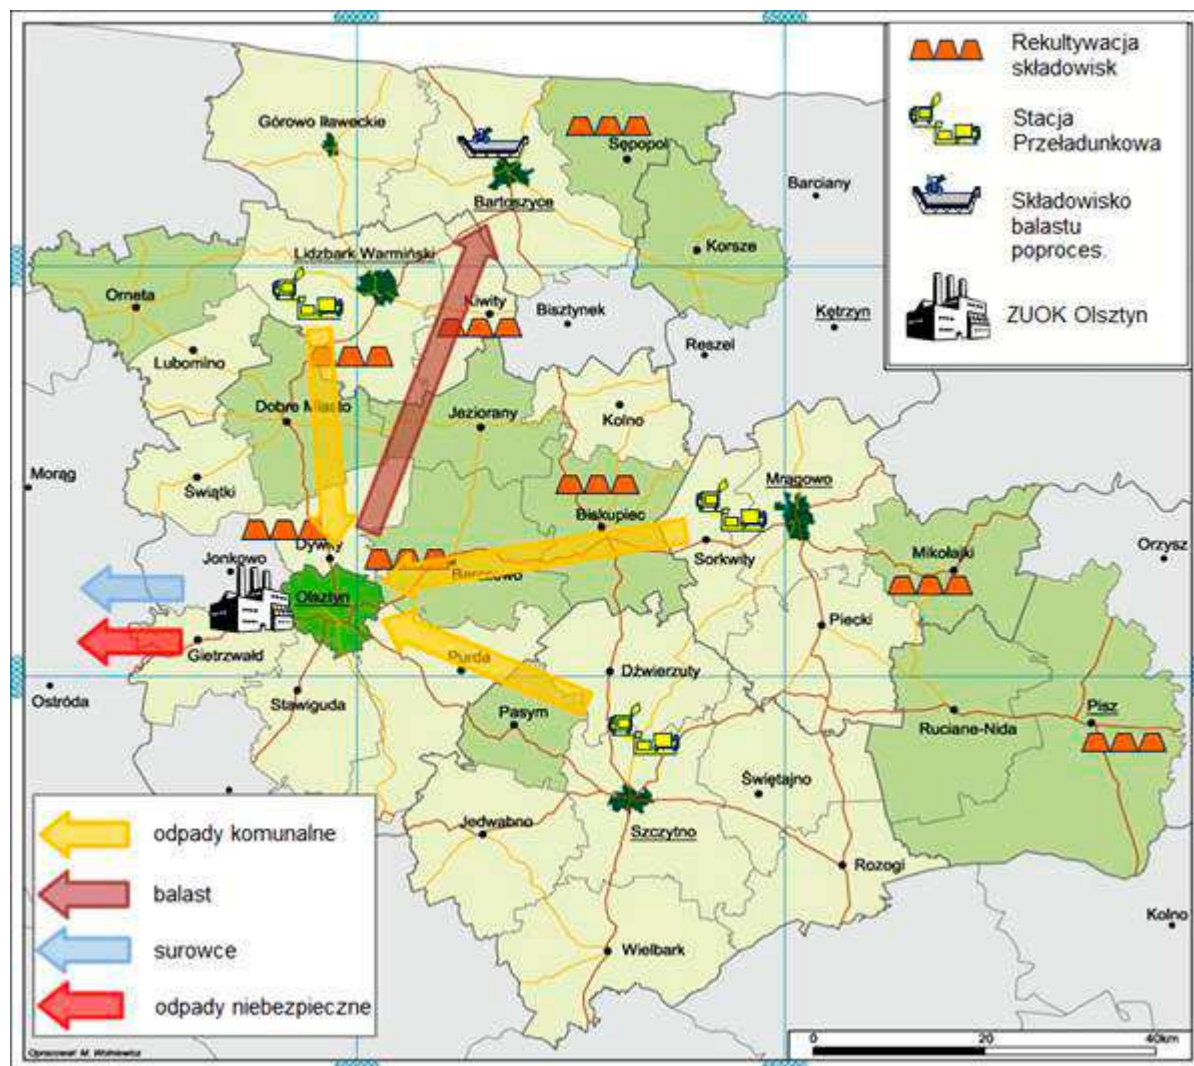 Rekultywacja
składowisk
Stacja
Przeładunkowa
Składowisko
balastu
poproces.
ZUOK Olsztyn
Górowo Iławeckie
Sępopol
Bartoszyce
Barciany
Korsze
Lidzbark Warmiński
Orneta
Kiwity
Bisztynek
Kętrzyn
Reszel
Lubomino
Dobre Miasto
Jeziorany
Kolno
Morąg
Świątki
Mrągowo
Biskupiec
Sorkwity
Mikołajki
Orzysz
Dywity
Jonkowo
Barczewo
Olsztyn
Piecki
Gietrzwałd
Purda
Dźwierzuty
Ostróda
Stawiguda
Pasym
Ruciane-Nida
Pisz
Świętajno
Jedwabno
Szczytno
Rozogi
Kolno
Wielbark
odpady komunalne
balast
surowce
odpady niebezpieczne
0 20 40km
Opracował: M. Woźniewicz